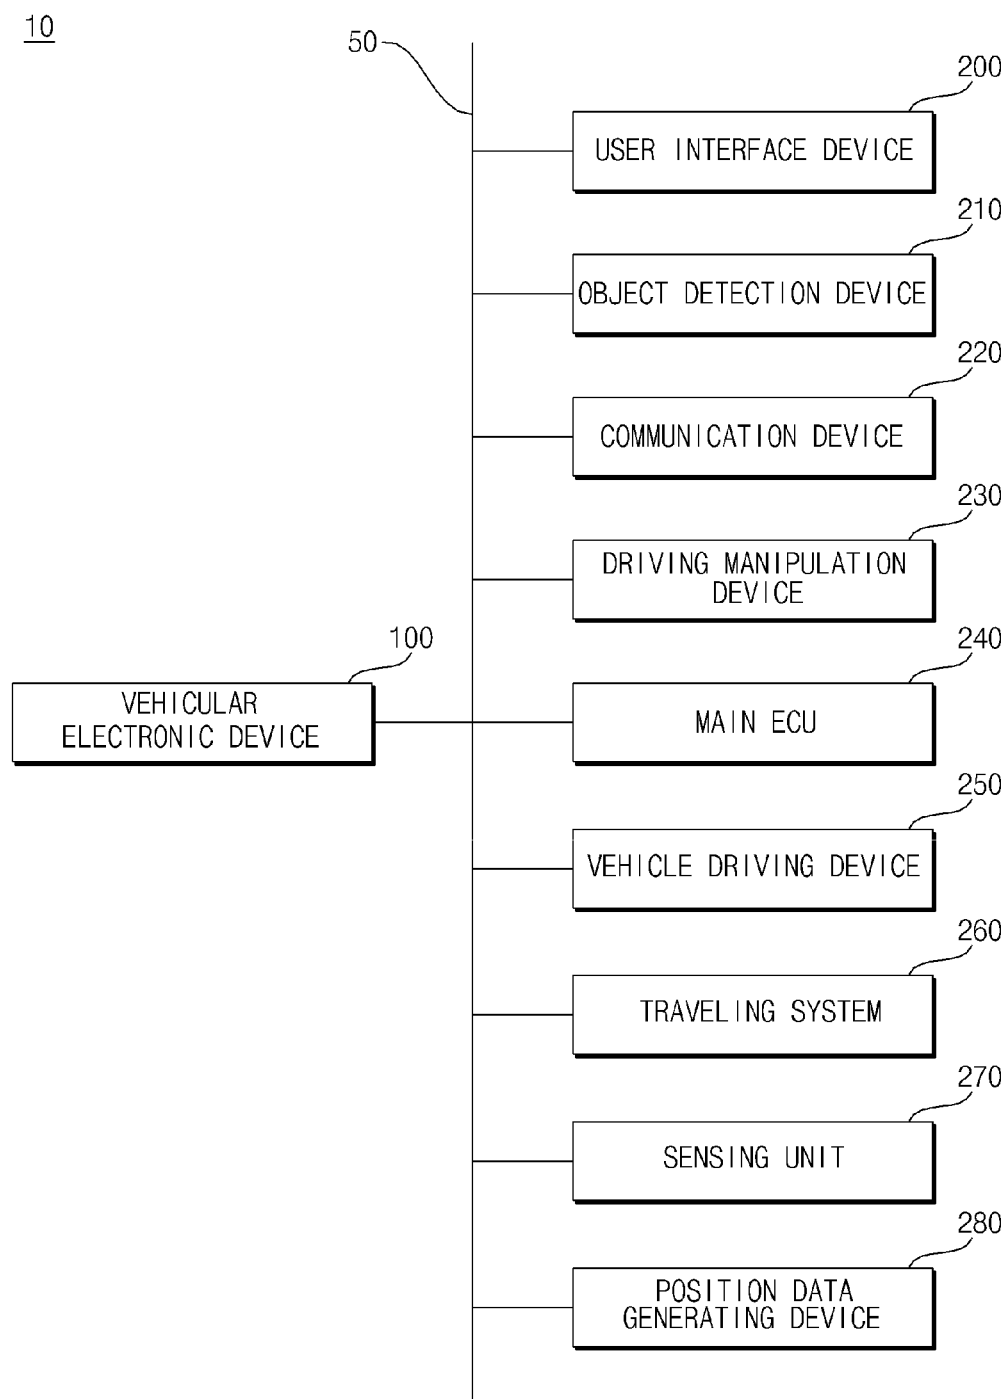 10
50
200
USER INTERFACE DEVICE
210
OBJECT DETECTION DEVICE
220
COMMUNICATION DEVICE
230
DRIVING MANIPULATION
DEVICE
100
VEHICULAR
ELECTRONIC DEVICE
240
MAIN ECU
250
VEHICLE DRIVING DEVICE
260
TRAVELING SYSTEM
270
SENSING UNIT
280
POSITION DATA
GENERATING DEVICE